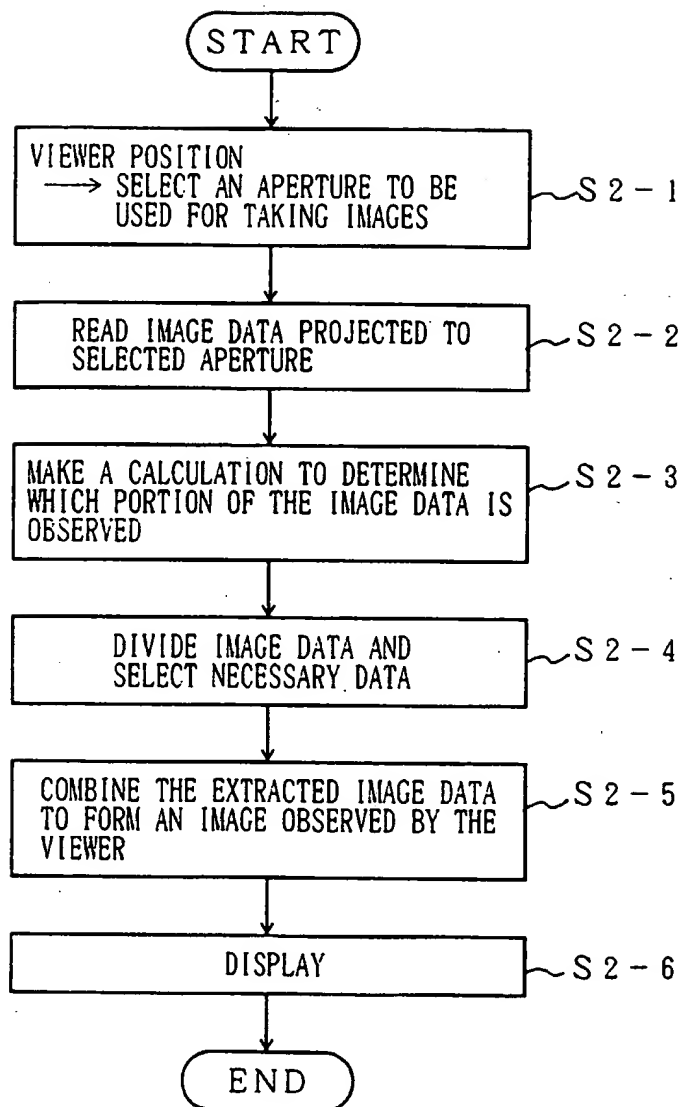 START
VIEWER POSITION
→ SELECT AN APERTURE TO BE
USED FOR TAKING IMAGES
S2-1
READ IMAGE DATA PROJECTED TO
SELECTED APERTURE
S2-2
MAKE A CALCULATION TO DETERMINE
WHICH PORTION OF THE IMAGE DATA IS
OBSERVED
S2-3
DIVIDE IMAGE DATA AND
SELECT NECESSARY DATA
S2-4
COMBINE THE EXTRACTED IMAGE DATA
TO FORM AN IMAGE OBSERVED BY THE
VIEWER
S2-5
DISPLAY
S2-6
END